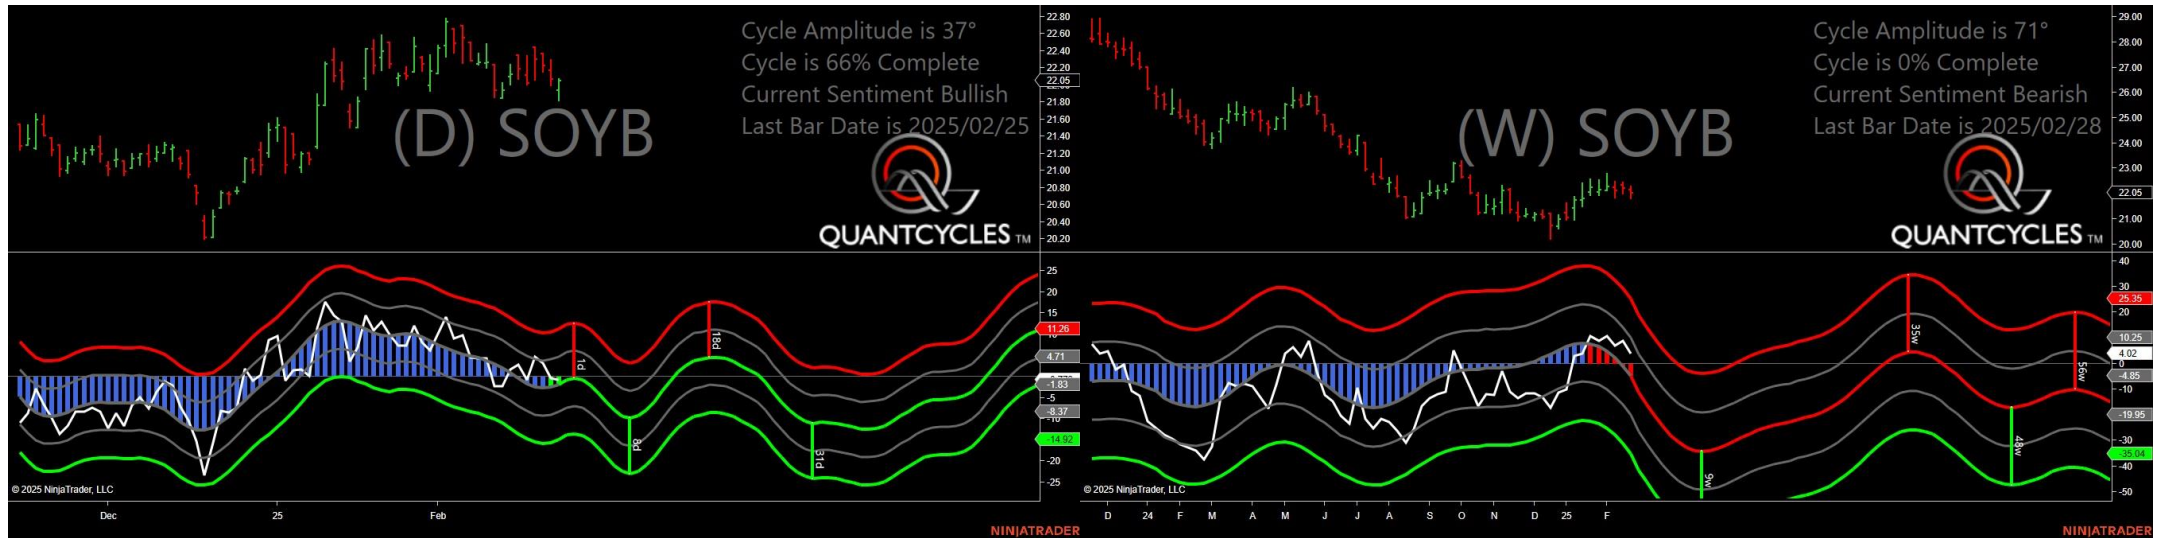 Cycle Amplitude is 37°
Cycle is 66% Complete
Current Sentiment Bullish
Last Bar Date is 2025/02/25
(D) SOYB
QUANTCYCLES TM
22.80
22.60
22.40
22.20
22.05
21.80
21.60
21.40
21.20
21.00
20.80
20.60
20.40
20.20
25
20
15
11.26
4.71
-1.83
-5
-8.37
-10
-14.92
-20
-25
1d
8d
18d
31d
© 2025 NinjaTrader, LLC
Dec
25
Feb
NINJATRADER
Cycle Amplitude is 71°
Cycle is 0% Complete
Current Sentiment Bearish
Last Bar Date is 2025/02/28
(W) SOYB
QUANTCYCLES TM
29.00
28.00
27.00
26.00
25.00
24.00
23.00
22.05
21.00
20.00
40
30
25.35
20
10.25
4.02
0
-4.85
-10
-19.95
-30
-35.04
-40
-50
9w
35w
48w
56w
© 2025 NinjaTrader, LLC
D
24
F
M
A
M
J
J
A
S
O
N
D
25
F
NINJATRADER